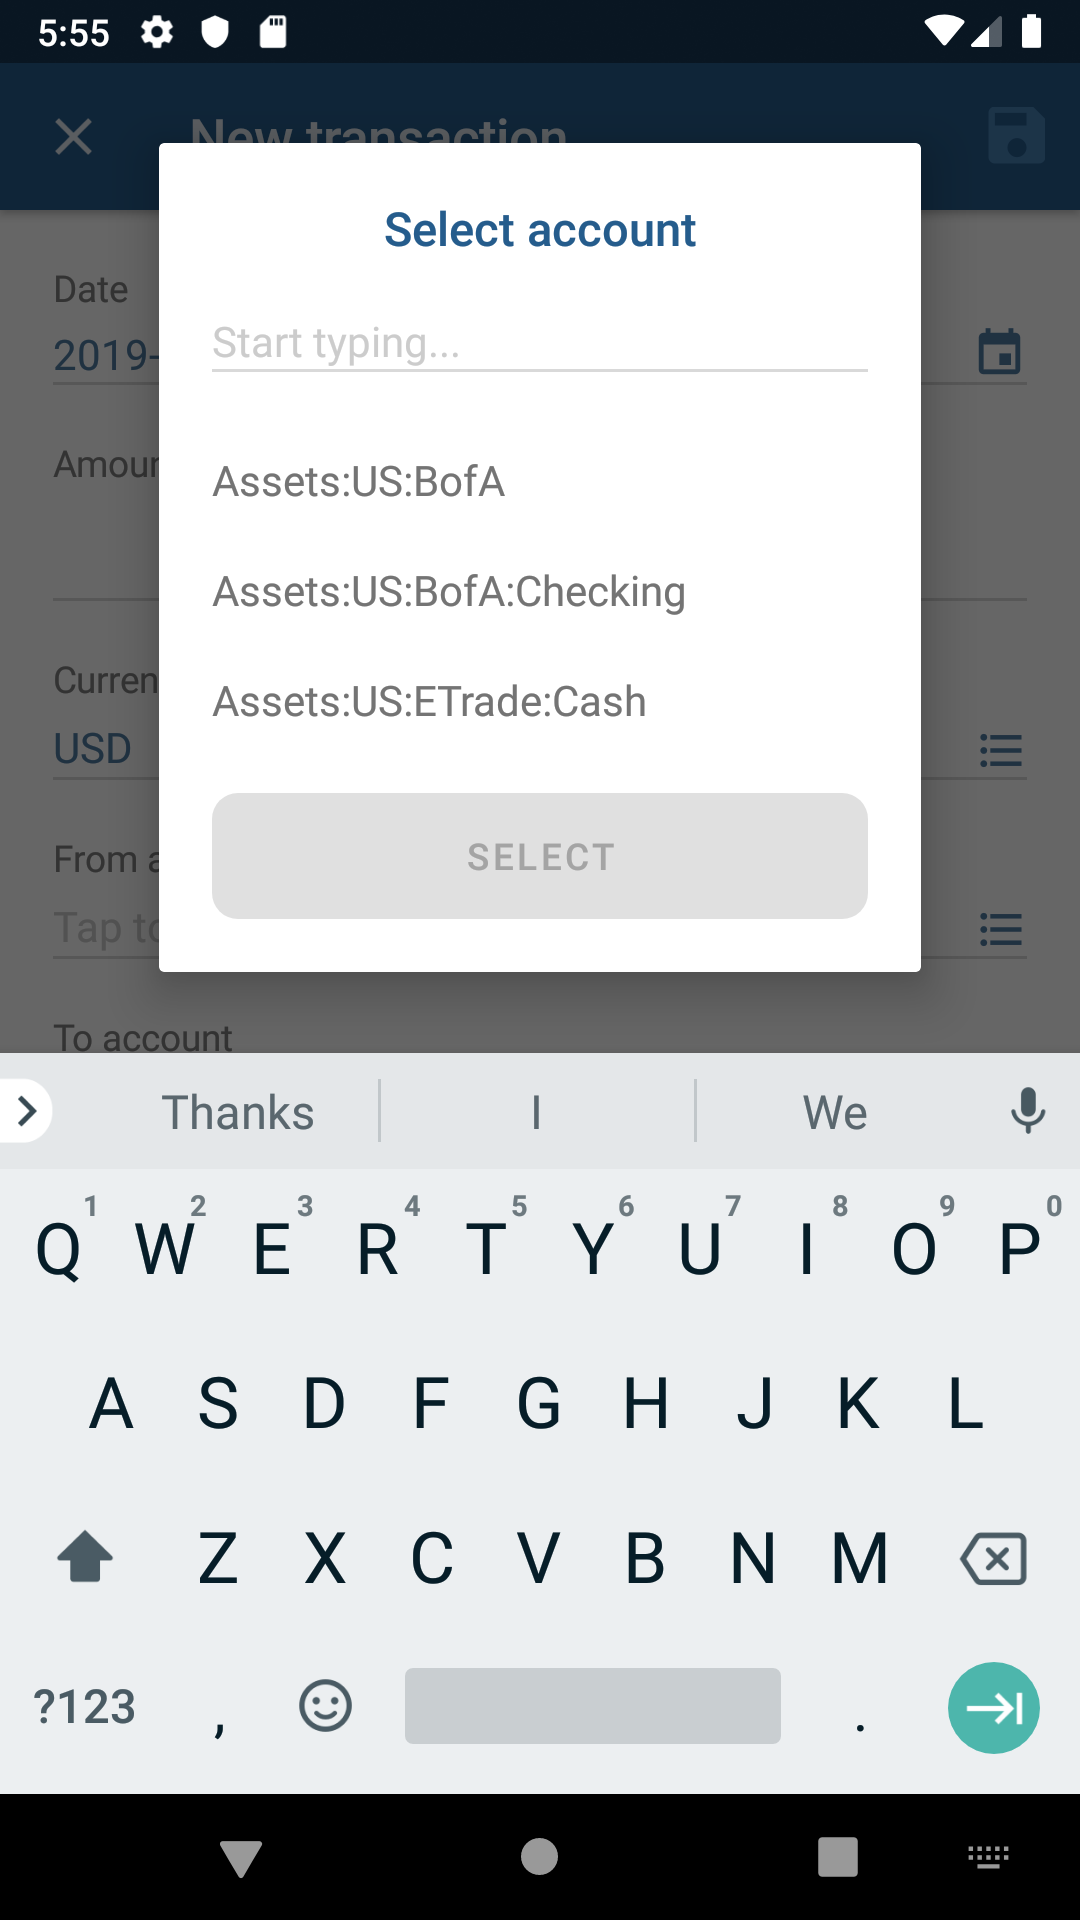 5:55
New transaction
Select account
Date
Start typing...
2019-
Amoun
Assets:US:BofA
Assets:US:BofA:Checking
Curren
Assets:US:ETrade:Cash
USD
SELECT
From a
Tap to
To account
Thanks I We
1 2 3 4 5 6 7 8 9 0
Q W E R T Y U I O P
A S D F G H J K L
Z X C V B N M
?123 , .